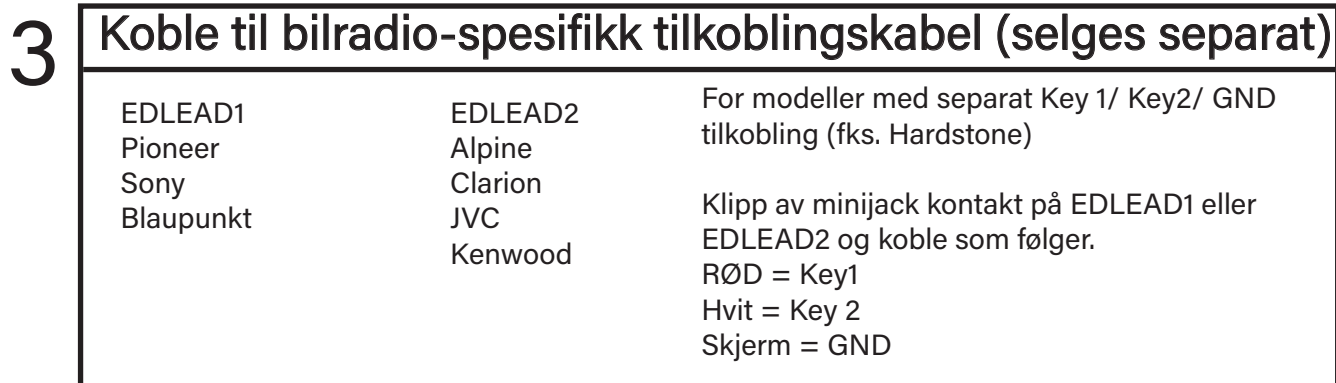 3
Koble til bilradio-spesifikk tilkoblingskabel (selges separat)
EDLEAD1
Pioneer
Sony
Blaupunkt
EDLEAD2
Alpine
Clarion
JVC
Kenwood
For modeller med separat Key 1/ Key2/ GND
tilkobling (fks. Hardstone)
Klipp av minijack kontakt på EDLEAD1 eller
EDLEAD2 og koble som følger.
RØD = Key1
Hvit = Key 2
Skjerm = GND